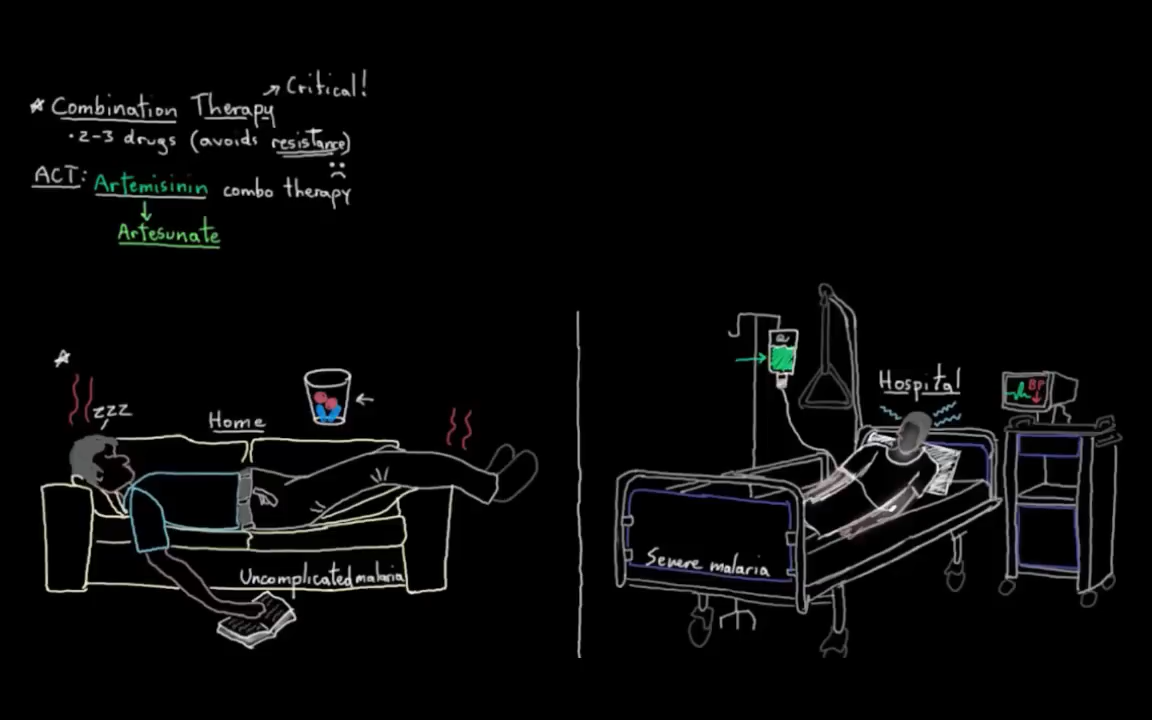 * Combination Therapy → Critical!
• 2-3 drugs (avoids resistance)
ACT: Artemisinin combo therapy
Artesunate
zzz
Home
Uncomplicated malaria
Hospital
BP
Severe malaria